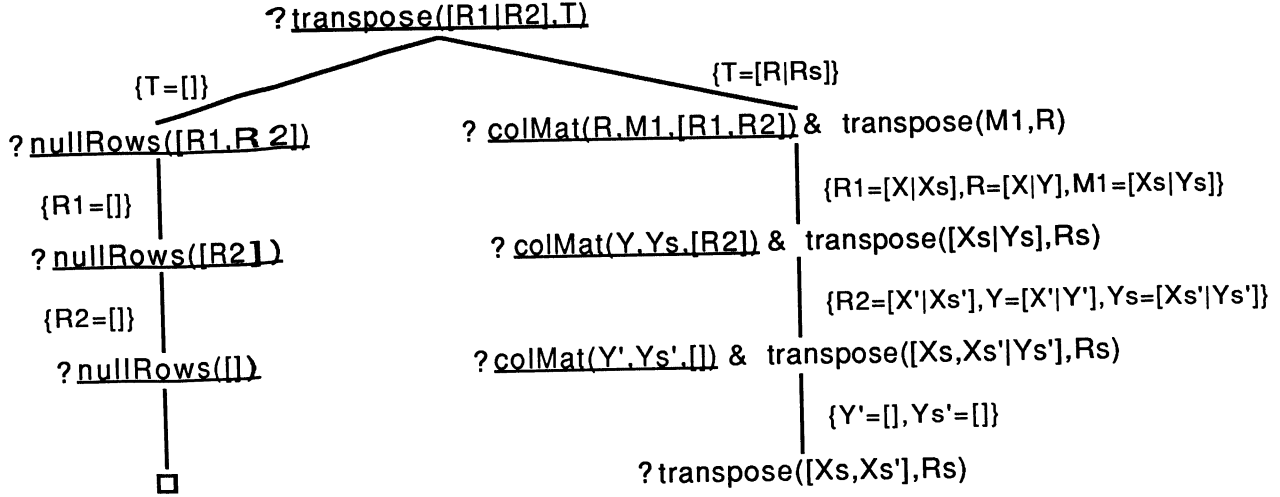 ?transpose([R1|R2],T)
{T=[]}
{T=[R|Rs]}
?nullRows([R1,R2])
? colMat(R,M1,[R1,R2]) & transpose(M1,R)
{R1=[]}
{R1=[X|Xs],R=[X|Y],M1=[Xs|Ys]}
?nullRows([R2])
? colMat(Y,Ys,[R2]) & transpose([Xs|Ys],Rs)
{R2=[]}
{R2=[X'|Xs'],Y=[X'|Y'],Ys=[Xs'|Ys']}
?nullRows([])
?colMat(Y',Ys',[]) & transpose([Xs,Xs'|Ys'],Rs)
{Y'=[],Ys'=[]}
?transpose([Xs,Xs'],Rs)